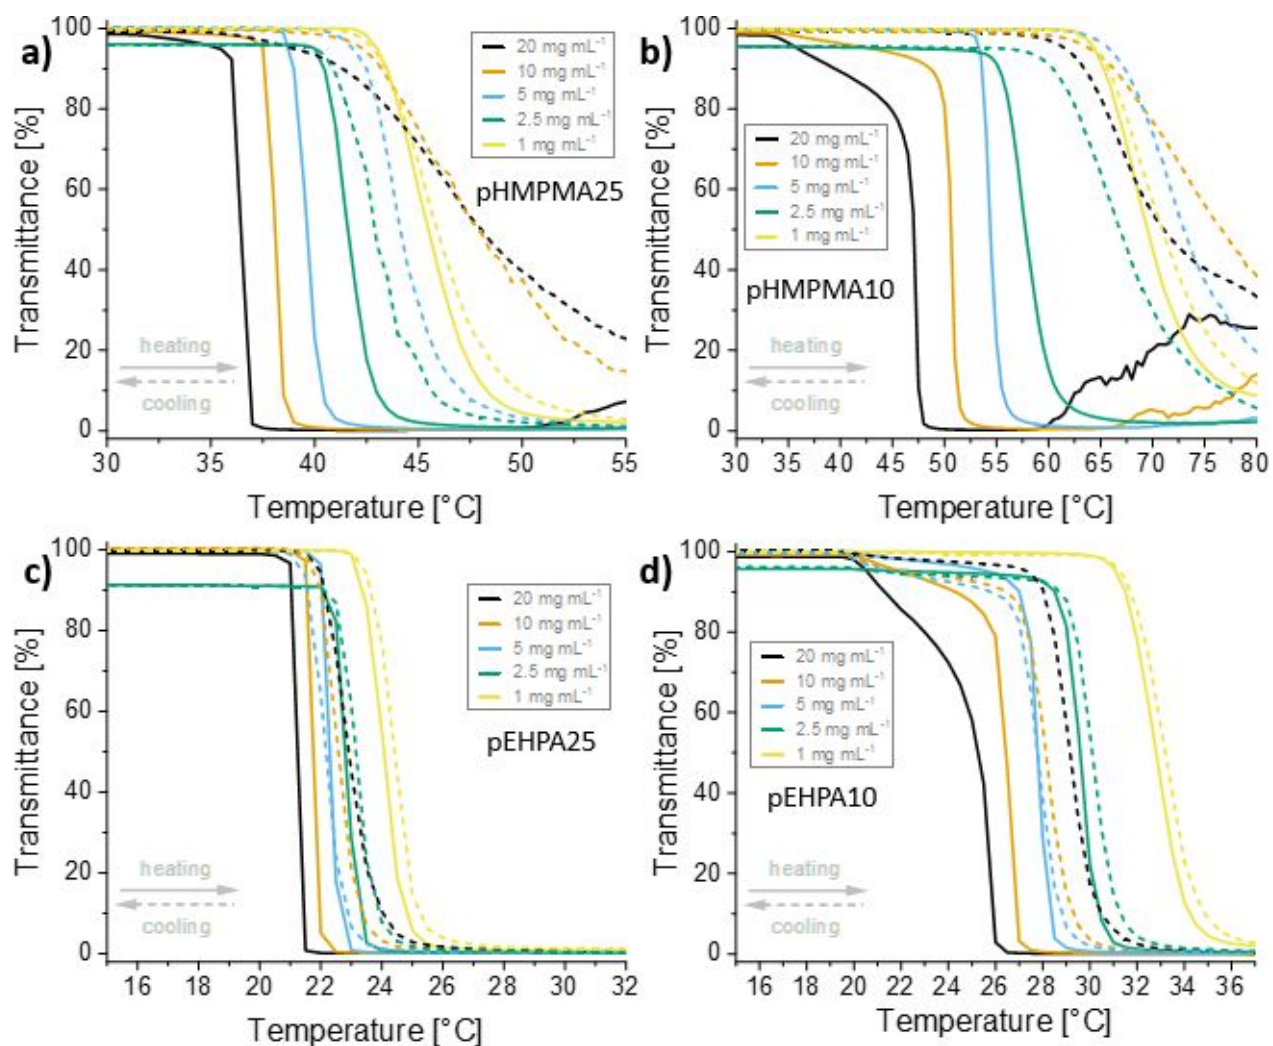 a)
100
80
60
40
20
0
Transmittance [%]
20 mg mL⁻¹
10 mg mL⁻¹
5 mg mL⁻¹
2.5 mg mL⁻¹
1 mg mL⁻¹
pHMPMA25
heating
cooling
30 35 40 45 50 55
Temperature [°C]
b)
100
80
60
40
20
0
Transmittance [%]
20 mg mL⁻¹
10 mg mL⁻¹
5 mg mL⁻¹
2.5 mg mL⁻¹
1 mg mL⁻¹
pHMPMA10
heating
cooling
30 35 40 45 50 55 60 65 70 75 80
Temperature [°C]
c)
100
80
60
40
20
0
Transmittance [%]
20 mg mL⁻¹
10 mg mL⁻¹
5 mg mL⁻¹
2.5 mg mL⁻¹
1 mg mL⁻¹
pEHPA25
heating
cooling
16 18 20 22 24 26 28 30 32
Temperature [°C]
d)
100
80
60
40
20
0
Transmittance [%]
20 mg mL⁻¹
10 mg mL⁻¹
5 mg mL⁻¹
2.5 mg mL⁻¹
1 mg mL⁻¹
pEHPA10
heating
cooling
16 18 20 22 24 26 28 30 32 34 36
Temperature [°C]